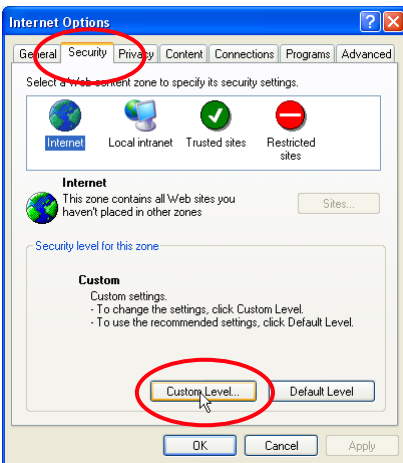 Internet Options
General Security Privacy Content Connections Programs Advanced
Select a Web content zone to specify its security settings.
Internet Local intranet Trusted sites Restricted
sites
Internet
This zone contains all Web sites you
haven't placed in other zones
Sites...
Security level for this zone
Custom
Custom settings.
- To change the settings, click Custom Level.
- To use the recommended settings, click Default Level.
Custom Level... Default Level
OK Cancel Apply